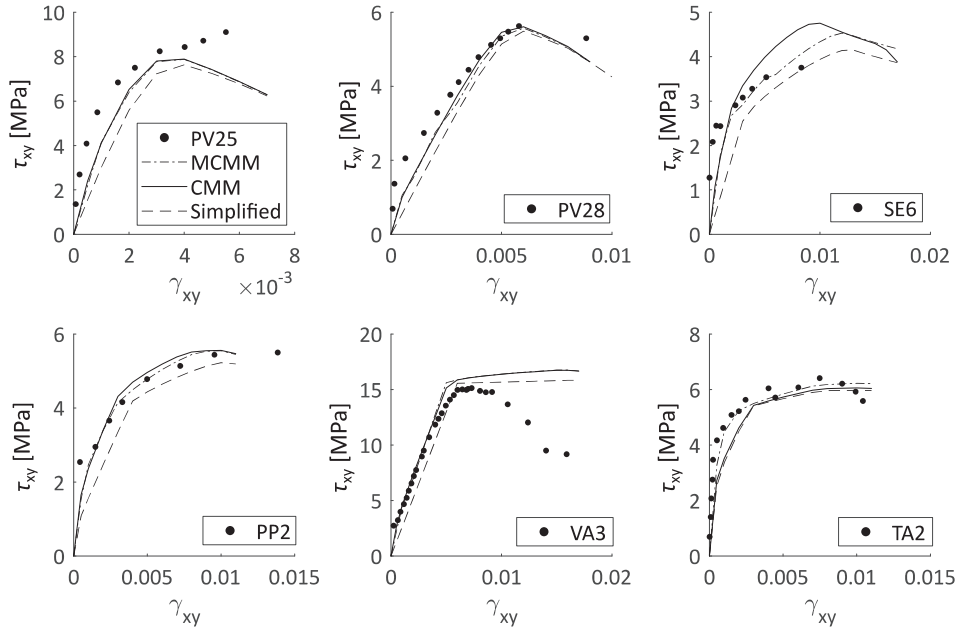 10
8
6
4
2
0
τxy [MPa]
PV25
MCMM
CMM
Simplified
0 2 4 6 8
γxy ×10⁻³
6
4
2
0
τxy [MPa]
PV28
0 0.005 0.01
γxy
5
4
3
2
1
0
τxy [MPa]
SE6
0 0.01 0.02
γxy
6
4
2
0
τxy [MPa]
PP2
0 0.005 0.01 0.015
γxy
20
15
10
5
0
τxy [MPa]
VA3
0 0.01 0.02
γxy
8
6
4
2
0
τxy [MPa]
TA2
0 0.005 0.01 0.015
γxy